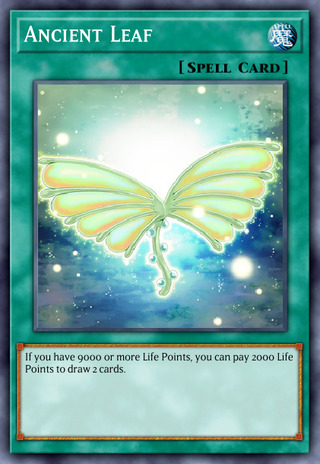 Ancient Leaf
[Spell Card]
If you have 9000 or more Life Points, you can pay 2000 Life
Points to draw 2 cards.